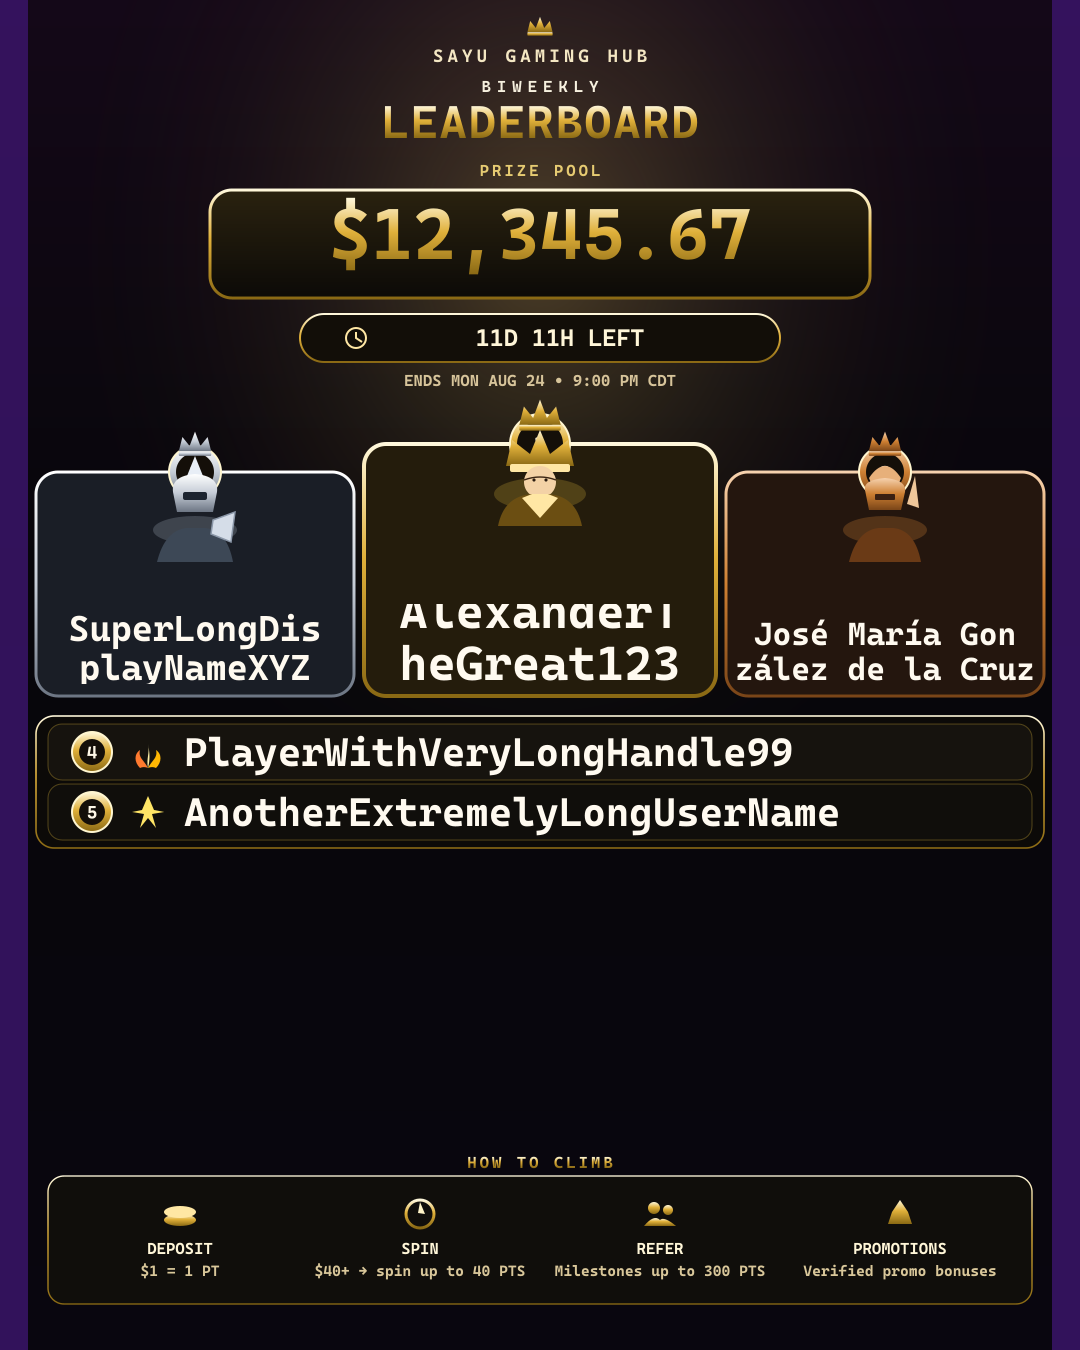 SAYU GAMING HUB
BIWEEKLY
LEADERBOARD
PRIZE POOL
$12,345.67
11D 11H LEFT
ENDS MON AUG 24 • 9:00 PM CDT
SuperLongDis
playNameXYZ
AlexanderT
heGreat123
José María Gon
zález de la Cruz
4 PlayerWithVeryLongHandle99
5 AnotherExtremelyLongUserName
HOW TO CLIMB
DEPOSIT
$1 = 1 PT
SPIN
$40+ → spin up to 40 PTS
REFER
Milestones up to 300 PTS
PROMOTIONS
Verified promo bonuses